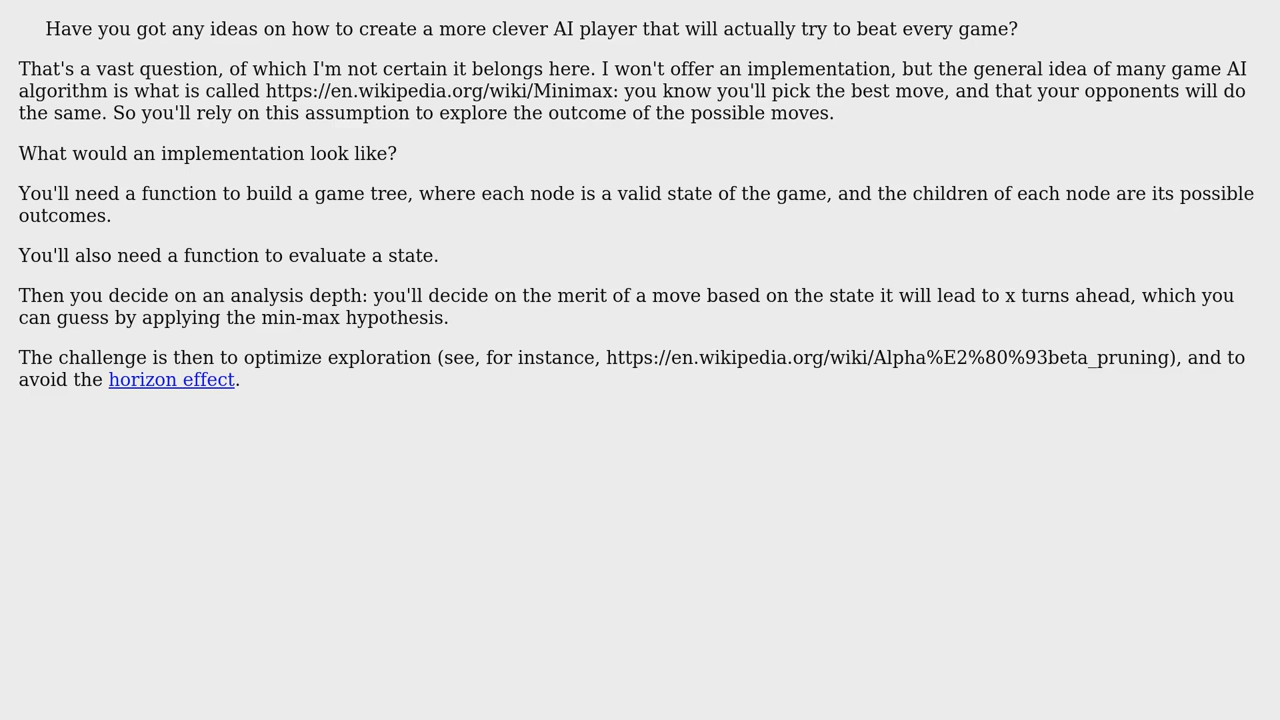 Have you got any ideas on how to create a more clever AI player that will actually try to beat every game?
That's a vast question, of which I'm not certain it belongs here. I won't offer an implementation, but the general idea of many game AI
algorithm is what is called https://en.wikipedia.org/wiki/Minimax: you know you'll pick the best move, and that your opponents will do
the same. So you'll rely on this assumption to explore the outcome of the possible moves.
What would an implementation look like?
You'll need a function to build a game tree, where each node is a valid state of the game, and the children of each node are its possible
outcomes.
You'll also need a function to evaluate a state.
Then you decide on an analysis depth: you'll decide on the merit of a move based on the state it will lead to x turns ahead, which you
can guess by applying the min-max hypothesis.
The challenge is then to optimize exploration (see, for instance, https://en.wikipedia.org/wiki/Alpha%E2%80%93beta_pruning), and to
avoid the horizon effect.